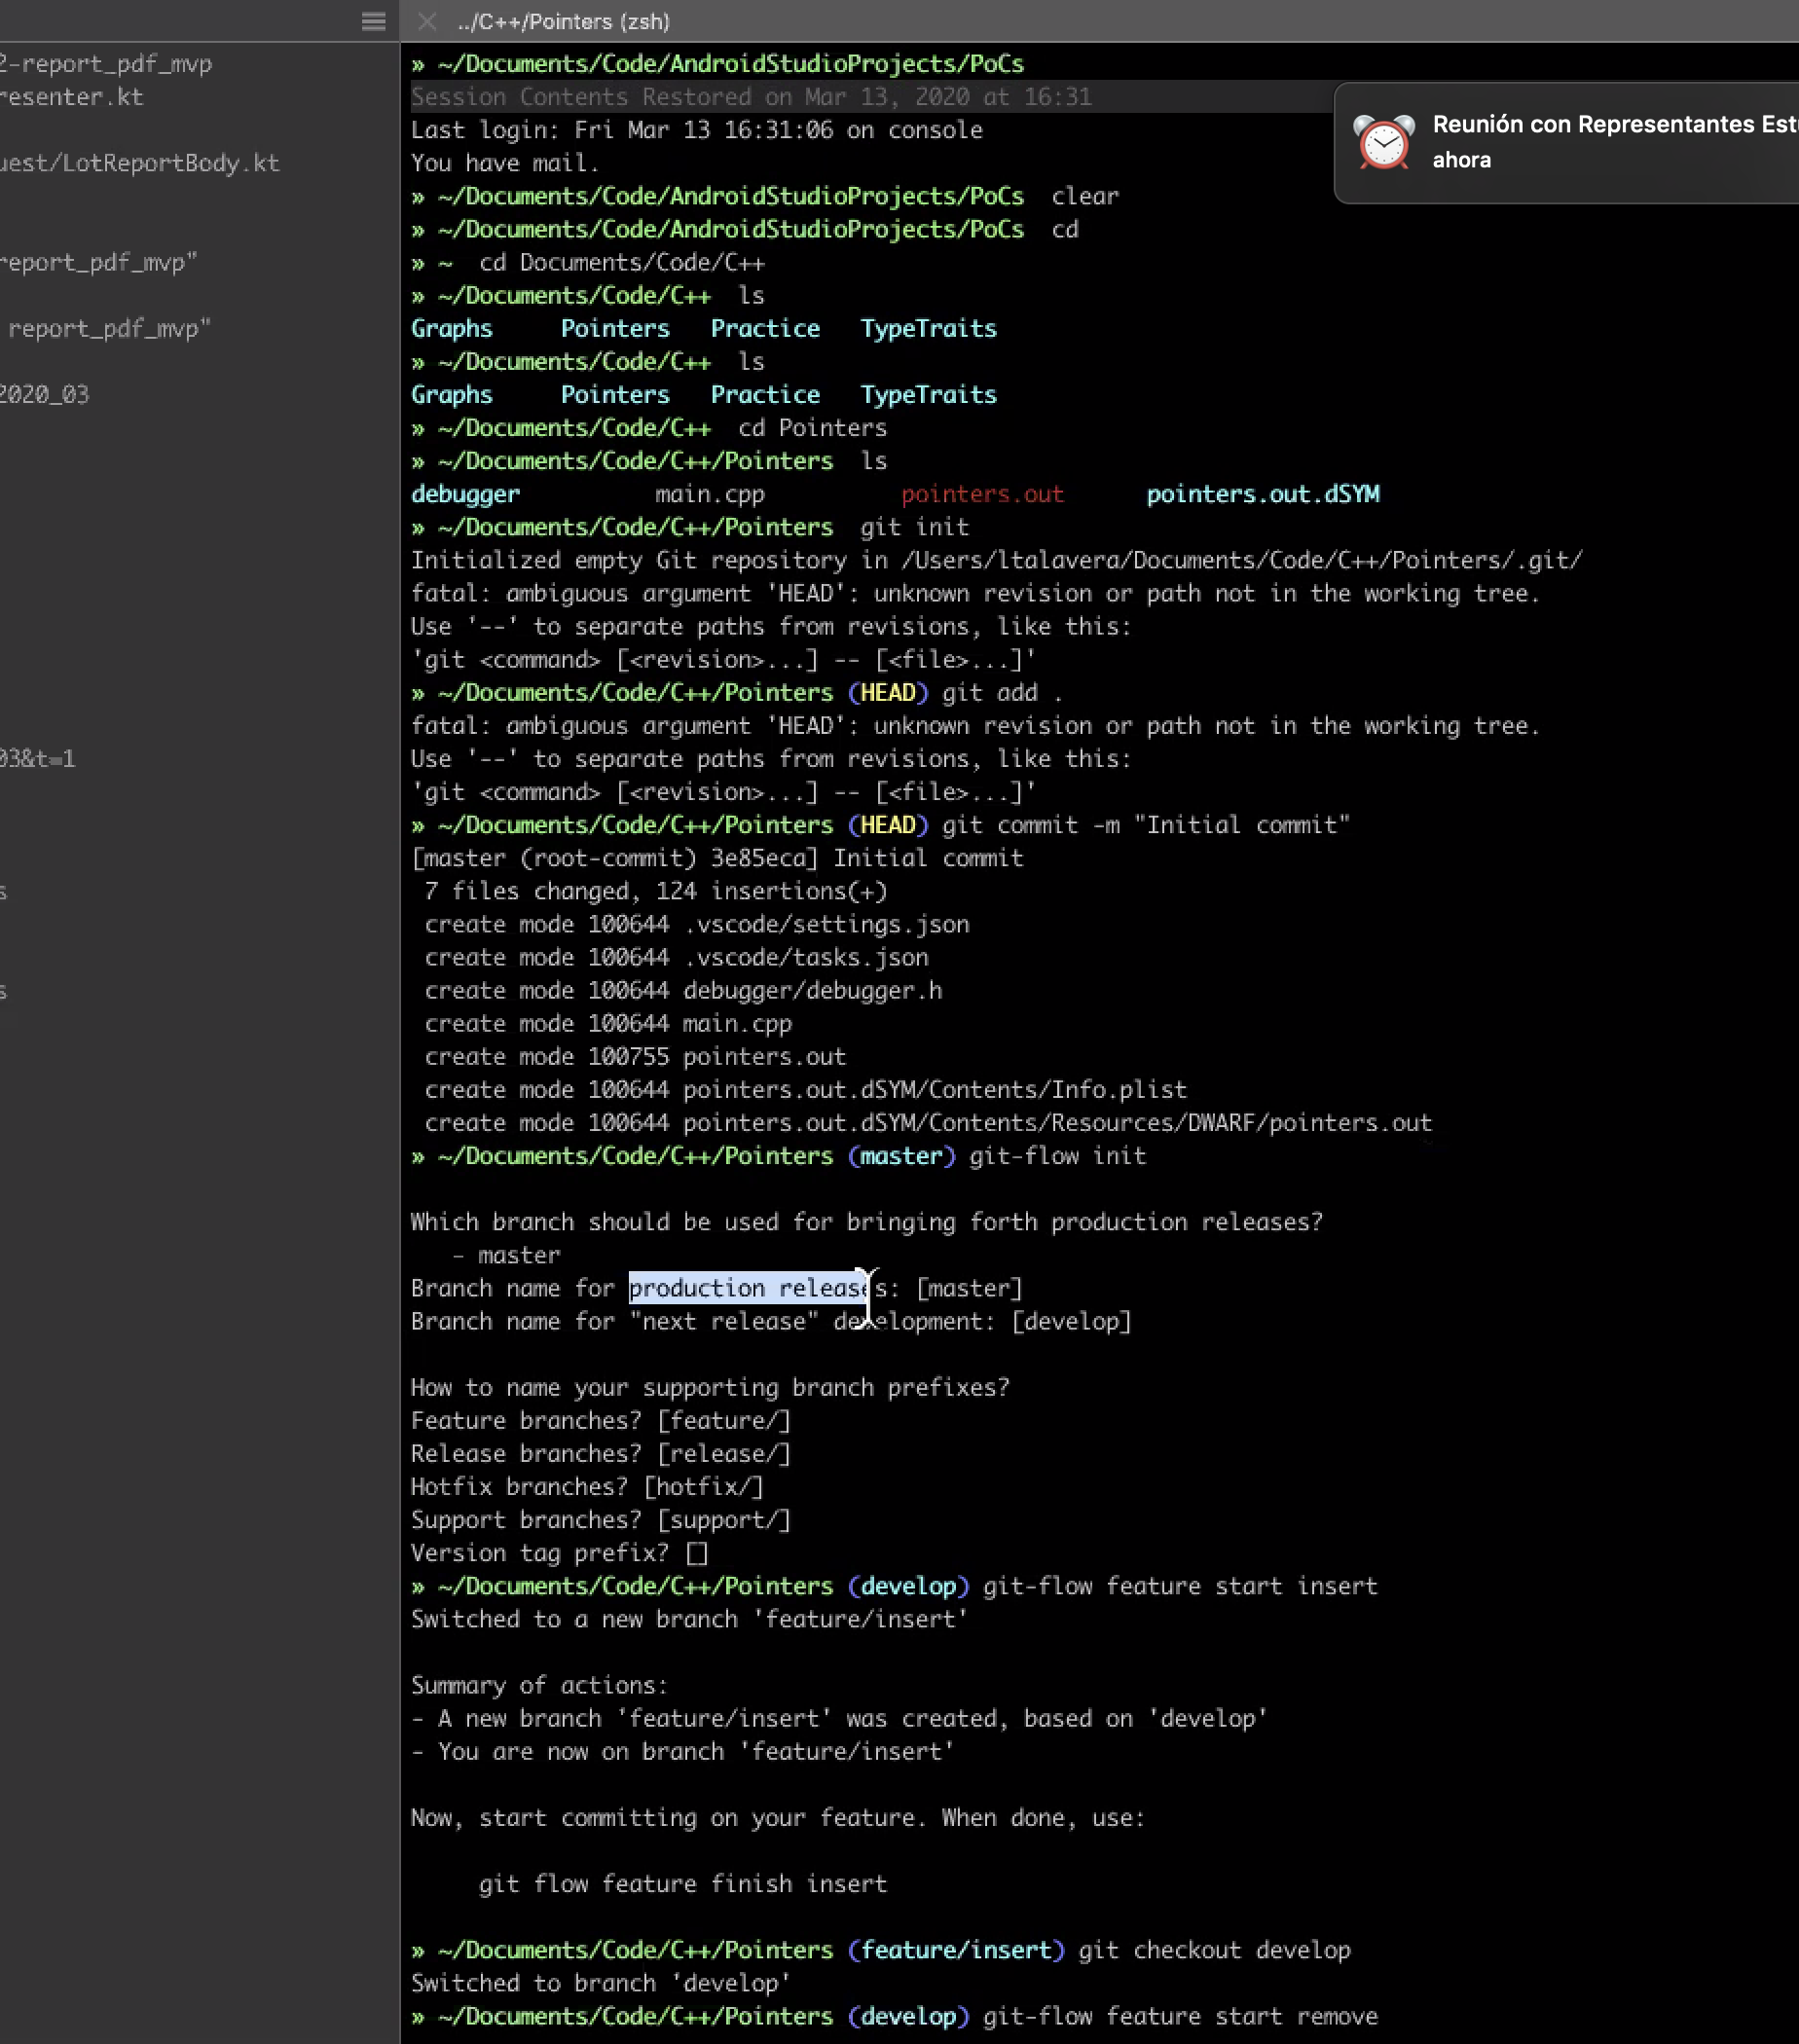 ../C++/Pointers (zsh)
2-report_pdf_mvp
resenter.kt
uest/LotReportBody.kt
report_pdf_mvp"
report_pdf_mvp"
2020_03
03&t=1
s
s
» ~/Documents/Code/AndroidStudioProjects/PoCs
Session Contents Restored on Mar 13, 2020 at 16:31
Last login: Fri Mar 13 16:31:06 on console
You have mail.
Reunión con Representantes Est
ahora
» ~/Documents/Code/AndroidStudioProjects/PoCs  clear
» ~/Documents/Code/AndroidStudioProjects/PoCs  cd
» ~  cd Documents/Code/C++
» ~/Documents/Code/C++  ls
Graphs     Pointers   Practice   TypeTraits
» ~/Documents/Code/C++  ls
Graphs     Pointers   Practice   TypeTraits
» ~/Documents/Code/C++  cd Pointers
» ~/Documents/Code/C++/Pointers  ls
debugger          main.cpp          pointers.out      pointers.out.dSYM
» ~/Documents/Code/C++/Pointers  git init
Initialized empty Git repository in /Users/ltalavera/Documents/Code/C++/Pointers/.git/
fatal: ambiguous argument 'HEAD': unknown revision or path not in the working tree.
Use '--' to separate paths from revisions, like this:
'git <command> [<revision>...] -- [<file>...]'
» ~/Documents/Code/C++/Pointers (HEAD) git add .
fatal: ambiguous argument 'HEAD': unknown revision or path not in the working tree.
Use '--' to separate paths from revisions, like this:
'git <command> [<revision>...] -- [<file>...]'
» ~/Documents/Code/C++/Pointers (HEAD) git commit -m "Initial commit"
[master (root-commit) 3e85eca] Initial commit
 7 files changed, 124 insertions(+)
 create mode 100644 .vscode/settings.json
 create mode 100644 .vscode/tasks.json
 create mode 100644 debugger/debugger.h
 create mode 100644 main.cpp
 create mode 100755 pointers.out
 create mode 100644 pointers.out.dSYM/Contents/Info.plist
 create mode 100644 pointers.out.dSYM/Contents/Resources/DWARF/pointers.out
» ~/Documents/Code/C++/Pointers (master) git-flow init
Which branch should be used for bringing forth production releases?
   - master
Branch name for production releases: [master]
Branch name for "next release" development: [develop]
How to name your supporting branch prefixes?
Feature branches? [feature/]
Release branches? [release/]
Hotfix branches? [hotfix/]
Support branches? [support/]
Version tag prefix? []
» ~/Documents/Code/C++/Pointers (develop) git-flow feature start insert
Switched to a new branch 'feature/insert'
Summary of actions:
- A new branch 'feature/insert' was created, based on 'develop'
- You are now on branch 'feature/insert'
Now, start committing on your feature. When done, use:
     git flow feature finish insert
» ~/Documents/Code/C++/Pointers (feature/insert) git checkout develop
Switched to branch 'develop'
» ~/Documents/Code/C++/Pointers (develop) git-flow feature start remove